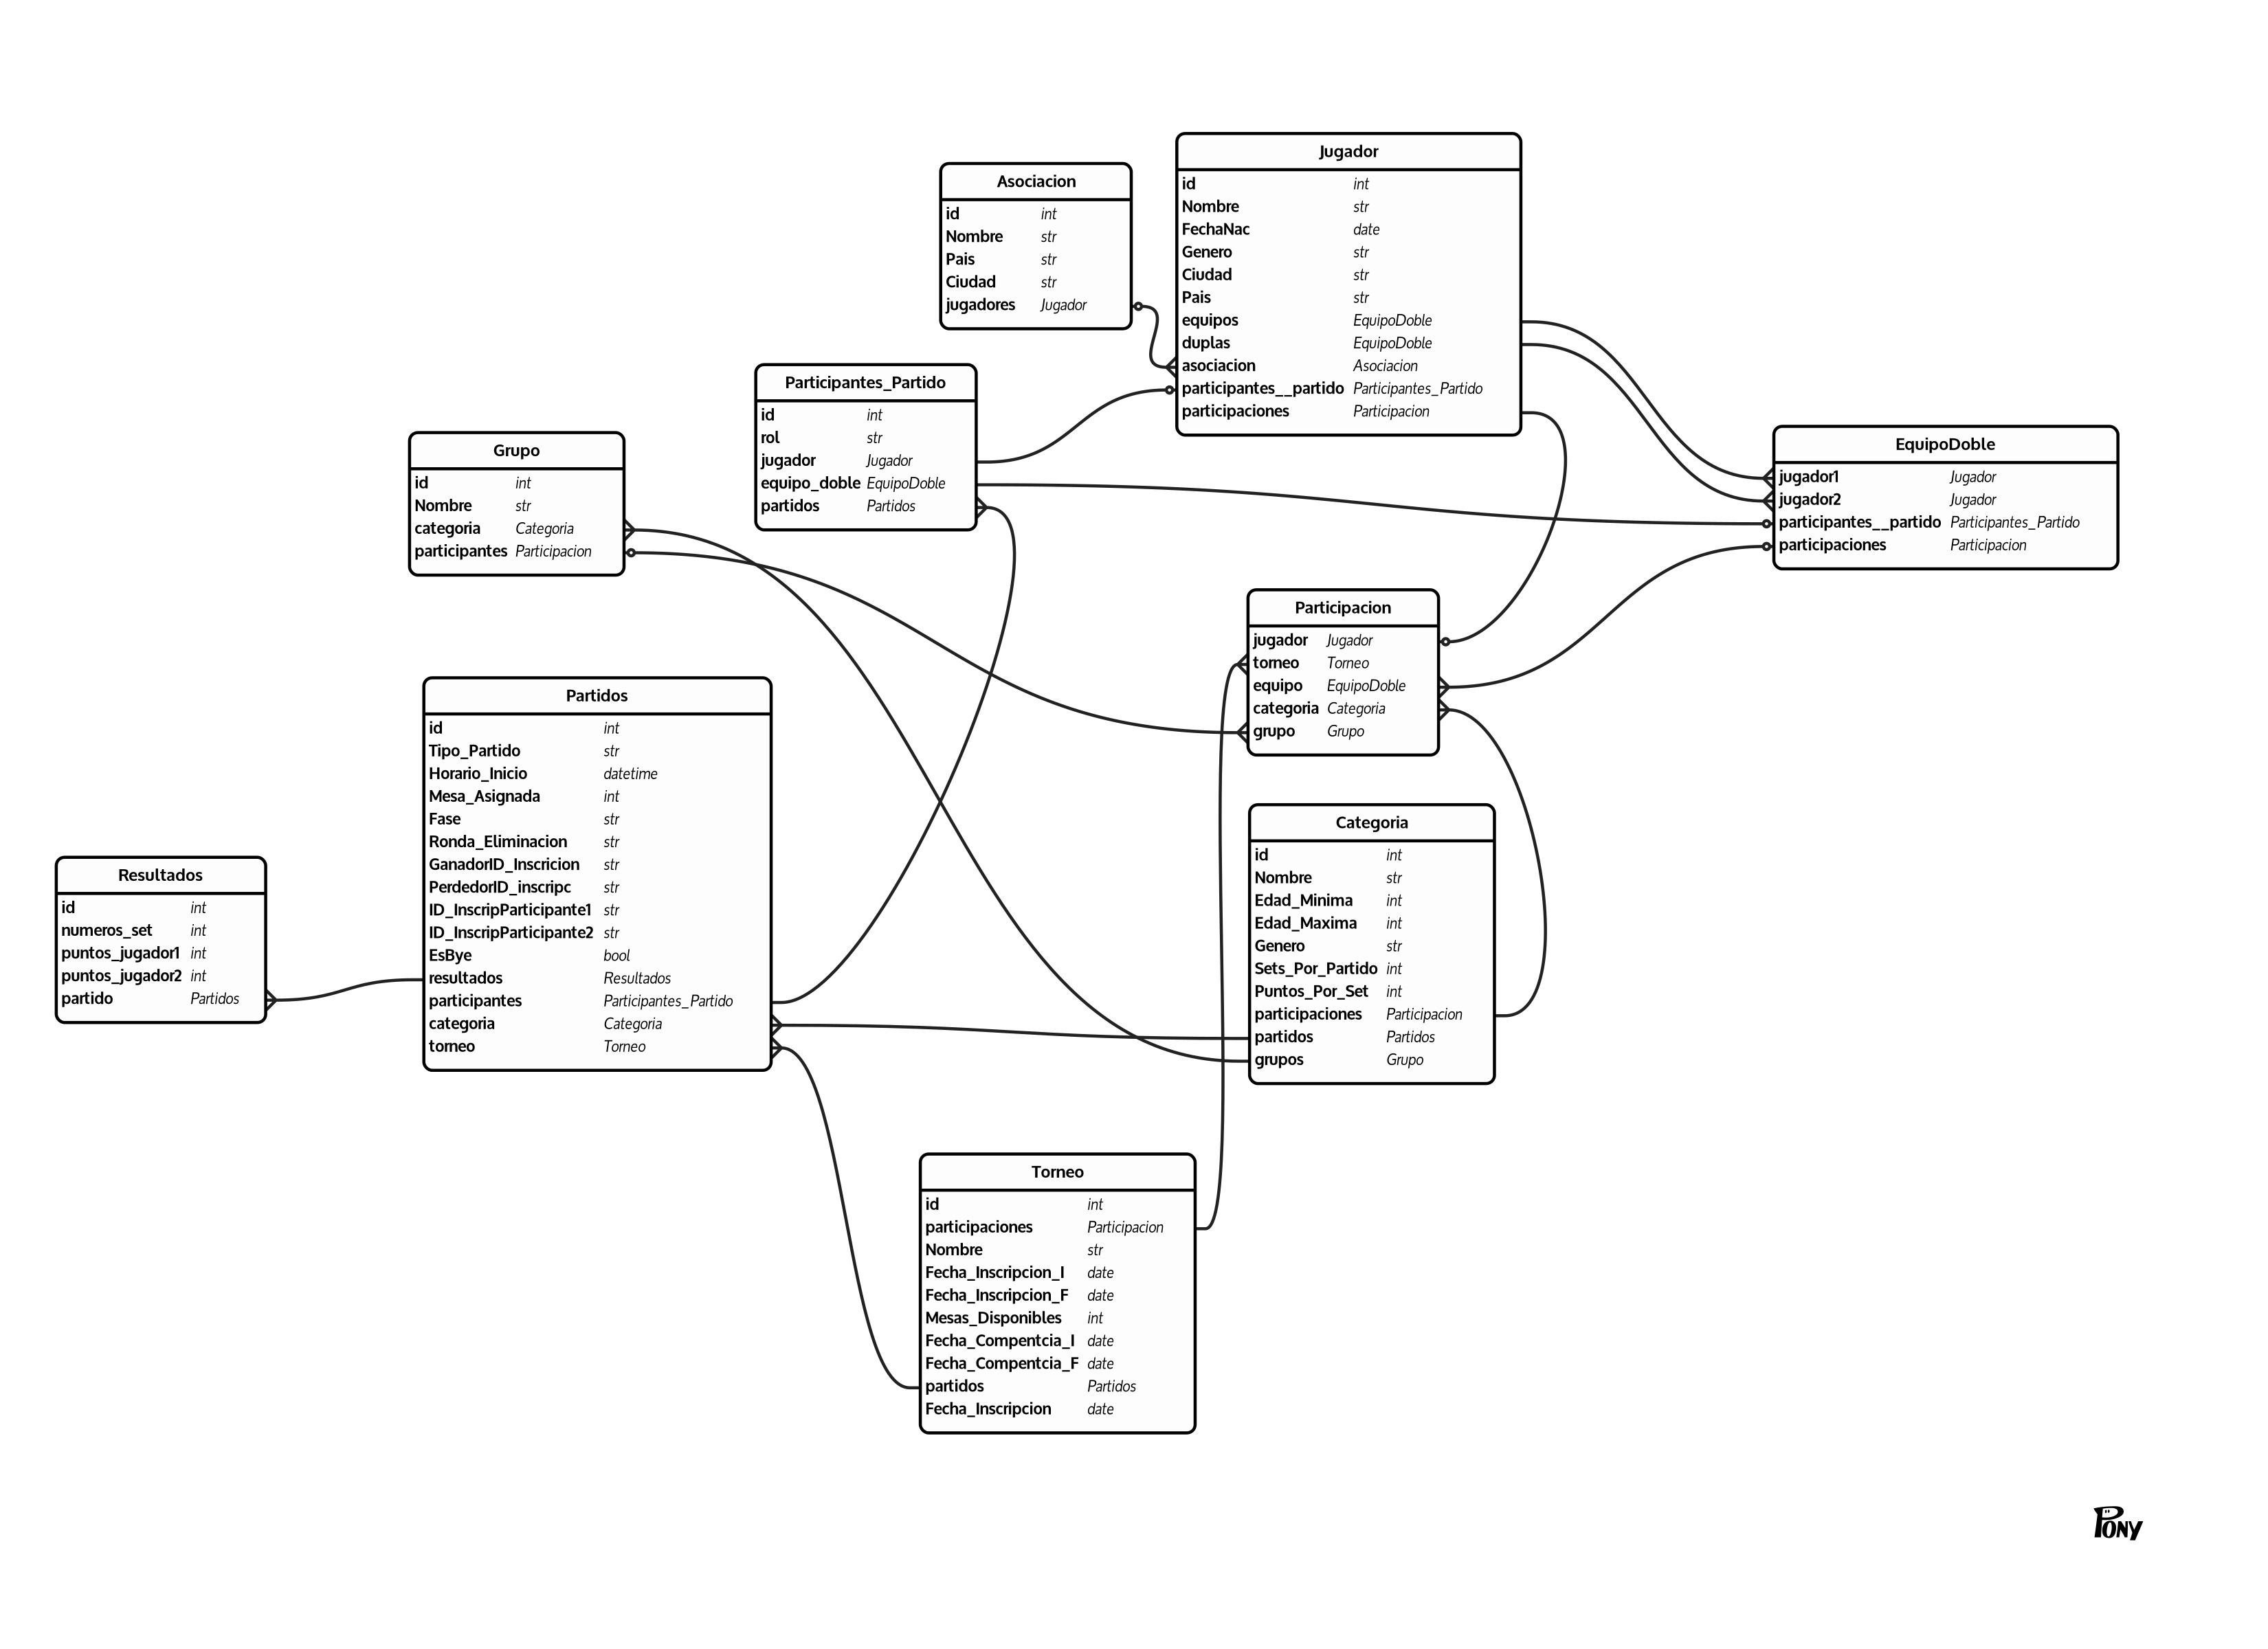 Jugador
id int
Nombre str
FechaNac date
Genero str
Ciudad str
Pais str
equipos EquipoDoble
duplas EquipoDoble
asociacion Asociacion
participantes__partido Participantes_Partido
participaciones Participacion
Asociacion
id int
Nombre str
Pais str
Ciudad str
jugadores Jugador
Participantes_Partido
id int
rol str
jugador Jugador
equipo_doble EquipoDoble
partidos Partidos
Grupo
id int
Nombre str
categoria Categoria
participantes Participacion
EquipoDoble
jugador1 Jugador
jugador2 Jugador
participantes__partido Participantes_Partido
participaciones Participacion
Participacion
jugador Jugador
torneo Torneo
equipo EquipoDoble
categoria Categoria
grupo Grupo
Partidos
id int
Tipo_Partido str
Horario_Inicio datetime
Mesa_Asignada int
Fase str
Ronda_Eliminacion str
GanadorID_Inscricion str
PerdedorID_inscripc str
ID_InscripParticipante1 str
ID_InscripParticipante2 str
EsBye bool
resultados Resultados
participantes Participantes_Partido
categoria Categoria
torneo Torneo
Categoria
id int
Nombre str
Edad_Minima int
Edad_Maxima int
Genero str
Sets_Por_Partido int
Puntos_Por_Set int
participaciones Participacion
partidos Partidos
grupos Grupo
Resultados
id int
numeros_set int
puntos_jugador1 int
puntos_jugador2 int
partido Partidos
Torneo
id int
participaciones Participacion
Nombre str
Fecha_Inscripcion_I date
Fecha_Inscripcion_F date
Mesas_Disponibles int
Fecha_Compentcia_I date
Fecha_Compentcia_F date
partidos Partidos
Fecha_Inscripcion date
PONY